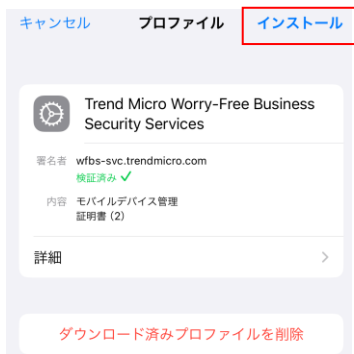 キャンセル プロファイル インストール
Trend Micro Worry-Free Business
Security Services
署名者 wfbs-svc.trendmicro.com
検証済み
内容 モバイルデバイス管理
証明書 (2)
詳細
ダウンロード済みプロファイルを削除